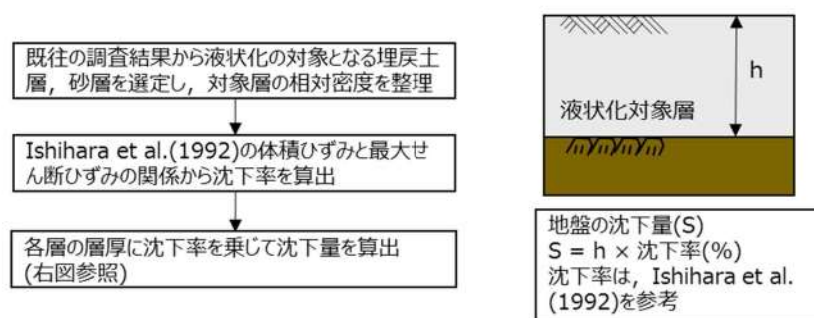 既往の調査結果から液状化の対象となる埋戻土
層，砂層を選定し，対象層の相対密度を整理
Ishihara et al.(1992)の体積ひずみと最大せ
ん断ひずみの関係から沈下率を算出
各層の層厚に沈下率を乗じて沈下量を算出
(右図参照)
h
液状化対象層
地盤の沈下量(S)
S = h × 沈下率(%)
沈下率は，Ishihara et al.
(1992)を参考